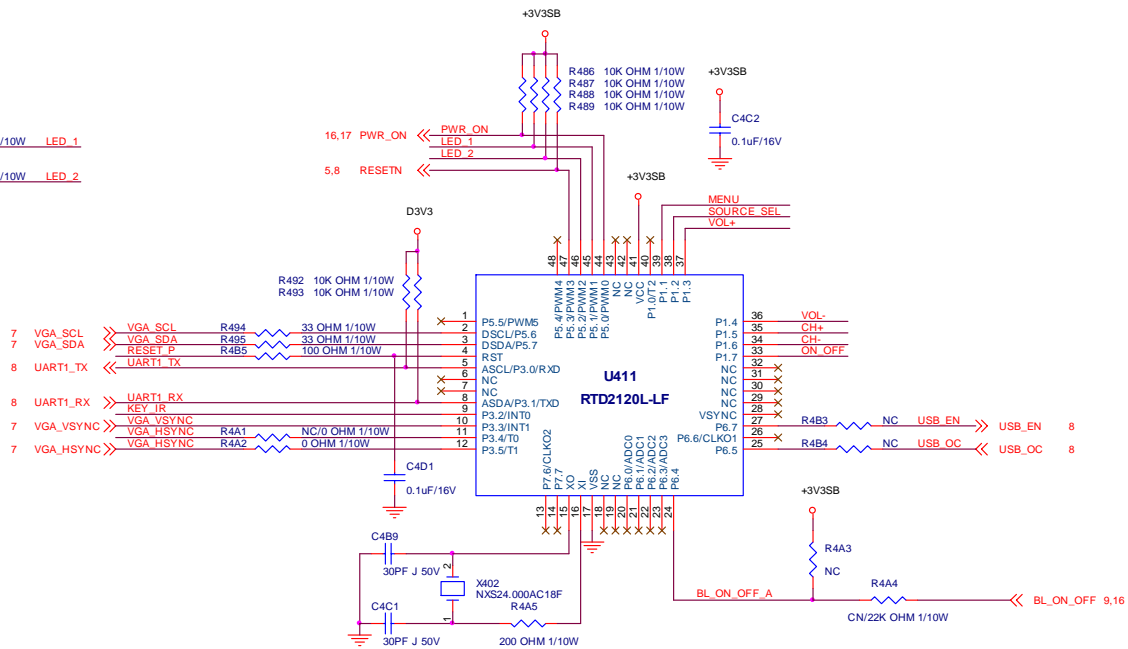 +3V3SB
R486 10K OHM 1/10W
R487 10K OHM 1/10W
R488 10K OHM 1/10W
R489 10K OHM 1/10W
+3V3SB
C4C2
0.1uF/16V
/10W LED_1
/10W LED_2
16,17 PWR_ON PWR_ON
LED_1
LED_2
5,8 RESETN
+3V3SB
D3V3
MENU
SOURCE_SEL
VOL+
48 47 46 45 44 43 42 41 40 39 38 37
P5.4/PWM4
P5.3/PWM3
P5.2/PWM2
P5.1/PWM1
P5.0/PWM0
NC
NC
VCC
P1.0/T2
P1.1
P1.2
P1.3
R492 10K OHM 1/10W
R493 10K OHM 1/10W
1 P5.5/PWM5
7 VGA_SCL VGA_SCL R494 33 OHM 1/10W 2 DSCL/P5.6
7 VGA_SDA VGA_SDA R495 33 OHM 1/10W 3 DSDA/P5.7
RESET_P R4B5 100 OHM 1/10W 4 RST
8 UART1_TX UART1_TX 5 ASCL/P3.0/RXD
6 NC
7 NC
8 UART1_RX UART1_RX 8 ASDA/P3.1/TXD
KEY_IR 9 P3.2/INT0
7 VGA_VSYNC VGA_VSYNC 10 P3.3/INT1
VGA_HSYNC R4A1 NC/0 OHM 1/10W 11 P3.4/T0
7 VGA_HSYNC VGA_HSYNC R4A2 0 OHM 1/10W 12 P3.5/T1
U411
RTD2120L-LF
P1.4 36 VOL-
P1.5 35 CH+
P1.6 34 CH-
P1.7 33 ON_OFF
NC 32
NC 31
NC 30
NC 29
VSYNC 28
P6.7 27 R4B3 NC USB_EN USB_EN 8
P6.6/CLKO1 26
P6.5 25 R4B4 NC USB_OC USB_OC 8
P7.6/CLKO2
P7.7
XO
XI
VSS
NC
NC
P6.0/ADC0
P6.1/ADC1
P6.2/ADC2
P6.3/ADC3
P6.4
13 14 15 16 17 18 19 20 21 22 23 24
C4D1
0.1uF/16V
C4B9
30PF J 50V
2
X402
NXS24.000AC18F
1
C4C1
30PF J 50V
R4A5
200 OHM 1/10W
+3V3SB
R4A3
NC
BL_ON_OFF_A
R4A4
CN/22K OHM 1/10W
BL_ON_OFF 9,16